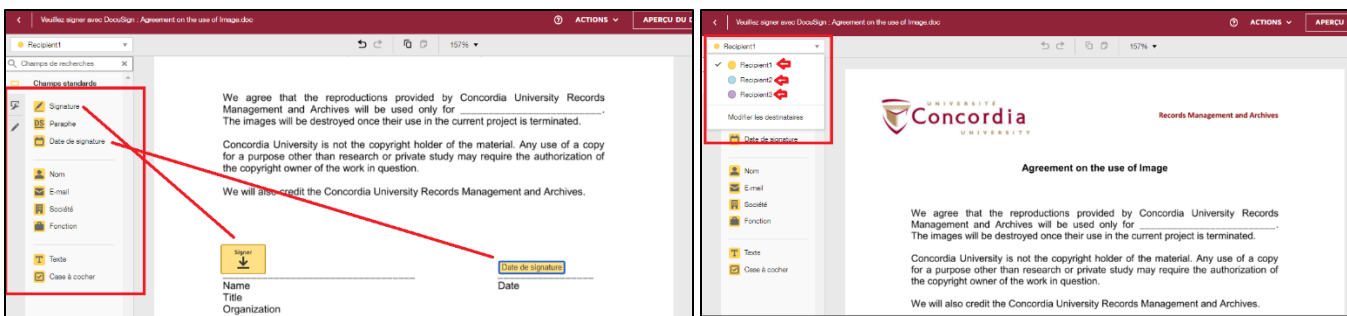 Veuillez signer avec DocuSign : Agreement on the use of Image.doc
ACTIONS
APERÇU DU D
Recipient1
157%
Champs de recherches
Champs standards
Signature
DS Paraphe
Date de signature
Nom
E-mail
Société
Fonction
T Texte
Case à cocher
We agree that the reproductions provided by Concordia University Records
Management and Archives will be used only for ____________________________.
The images will be destroyed once their use in the current project is terminated.
Concordia University is not the copyright holder of the material. Any use of a copy
for a purpose other than research or private study may require the authorization of
the copyright owner of the work in question.
We will also credit the Concordia University Records Management and Archives.
Signer
Date de signature
Name
Date
Title
Organization
Veuillez signer avec DocuSign : Agreement on the use of Image.doc
ACTIONS
APERÇU
Recipient1
157%
Recipient1
Recipient2
Recipient3
Modifier les destinataires
Date de signature
Nom
E-mail
Société
Fonction
T Texte
Case à cocher
UNIVERSITÉ
Concordia
UNIVERSITY
Records Management and Archives
Agreement on the use of Image
We agree that the reproductions provided by Concordia University Records
Management and Archives will be used only for ____________________________.
The images will be destroyed once their use in the current project is terminated.
Concordia University is not the copyright holder of the material. Any use of a copy
for a purpose other than research or private study may require the authorization of
the copyright owner of the work in question.
We will also credit the Concordia University Records Management and Archives.